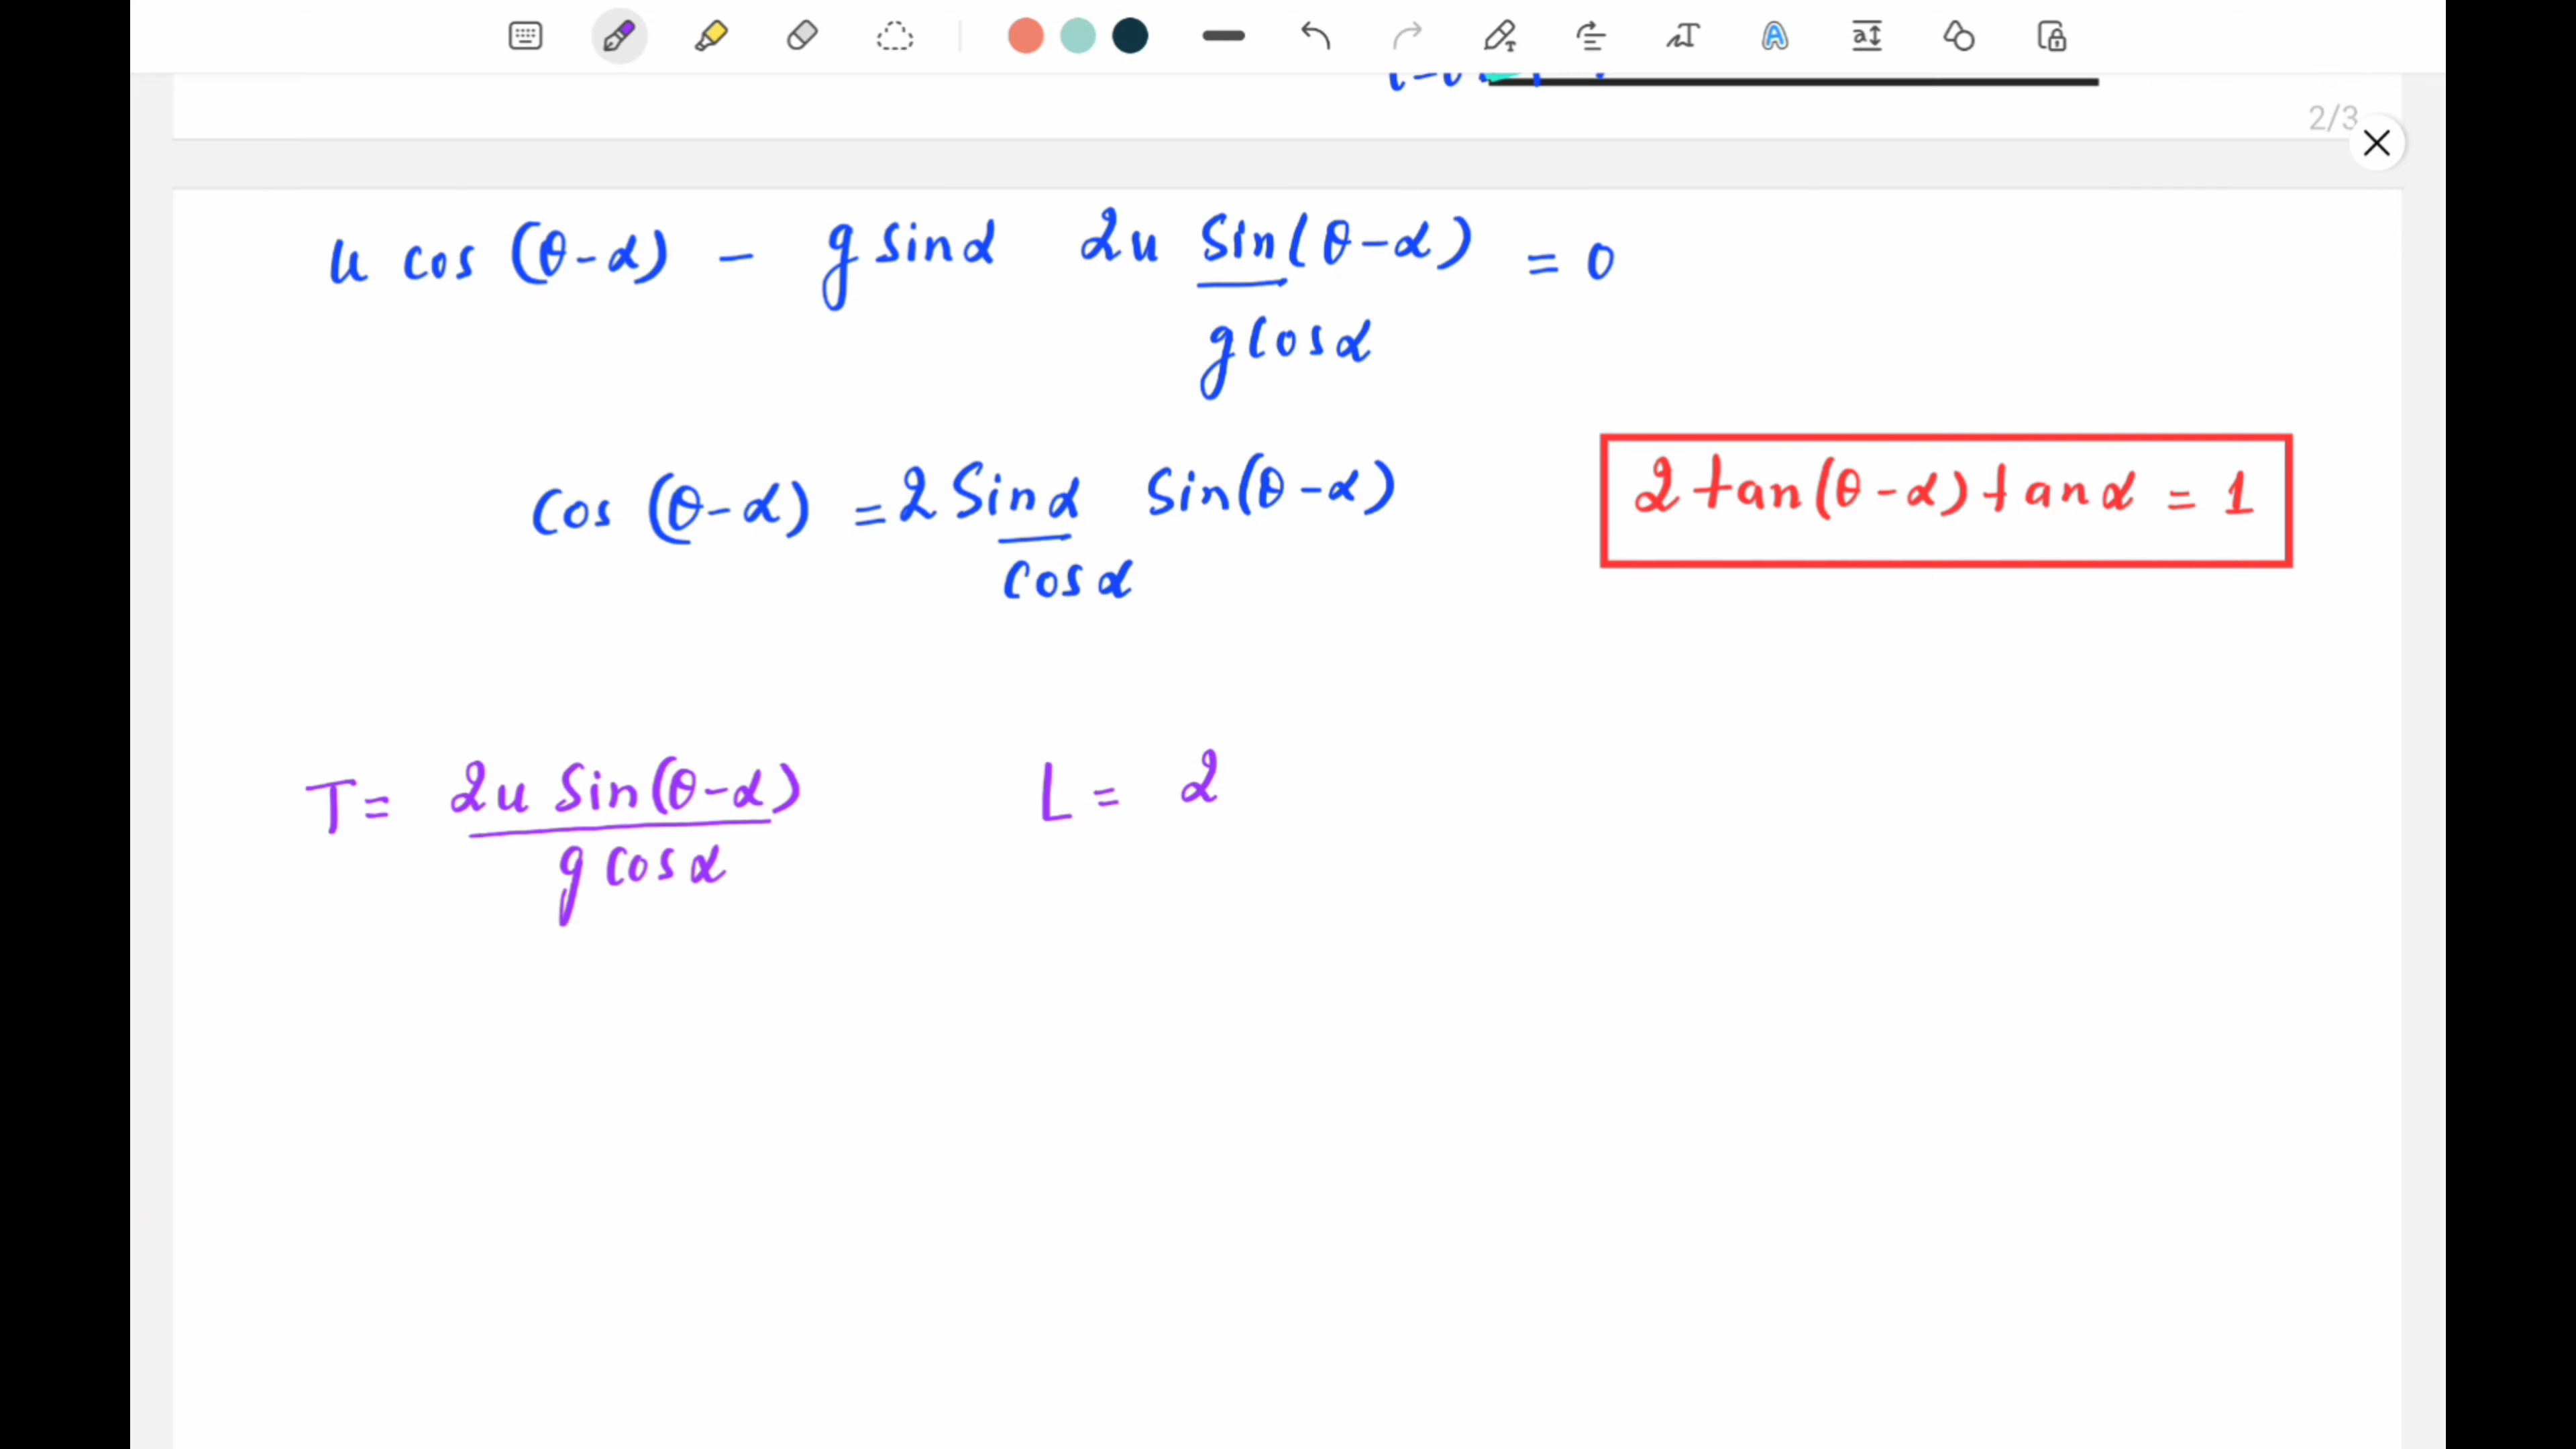 2/3
u cos (θ-α) - g sinα 2u sin(θ-α) = 0
g cosα
cos (θ-α) = 2 Sinα sin(θ-α)
cosα
2 tan(θ-α) tanα = 1
T = 2u Sin(θ-α)
g cosα
L = 2